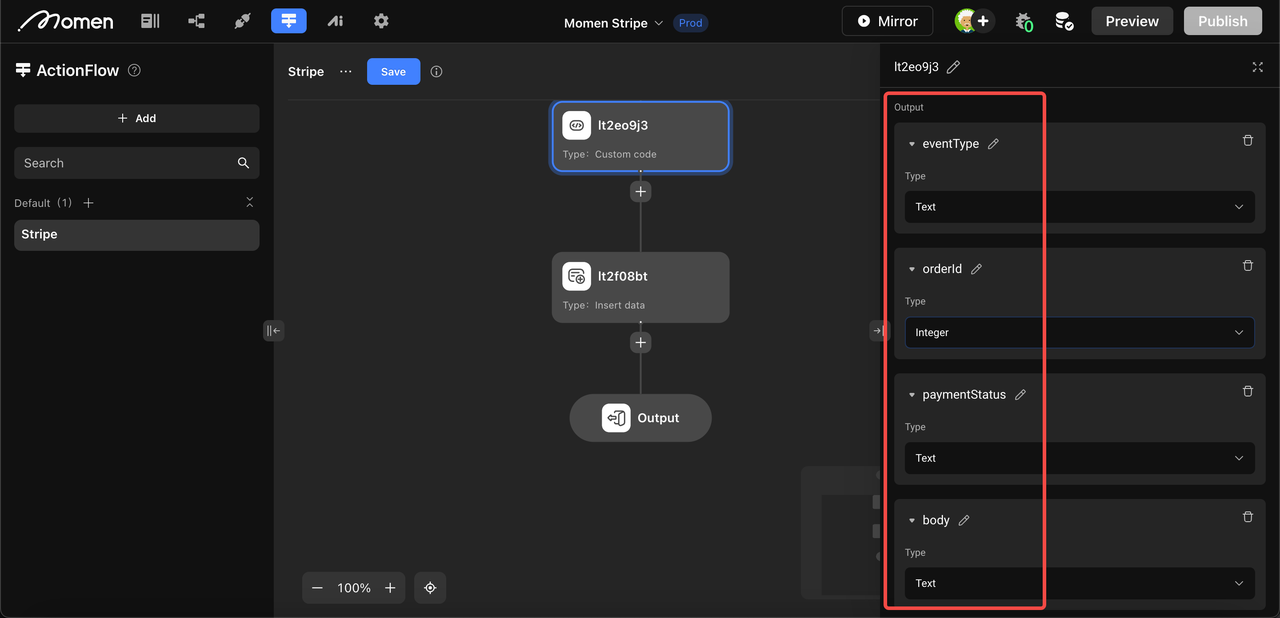 Momen
Momen Stripe
Prod
Mirror
0
Preview
Publish
ActionFlow
Add
Search
Default (1)
Stripe
Stripe
Save
lt2eo9j3
Type: Custom code
lt2f08bt
Type: Insert data
Output
100%
lt2eo9j3
Output
eventType
Type
Text
orderId
Type
Integer
paymentStatus
Type
Text
body
Type
Text